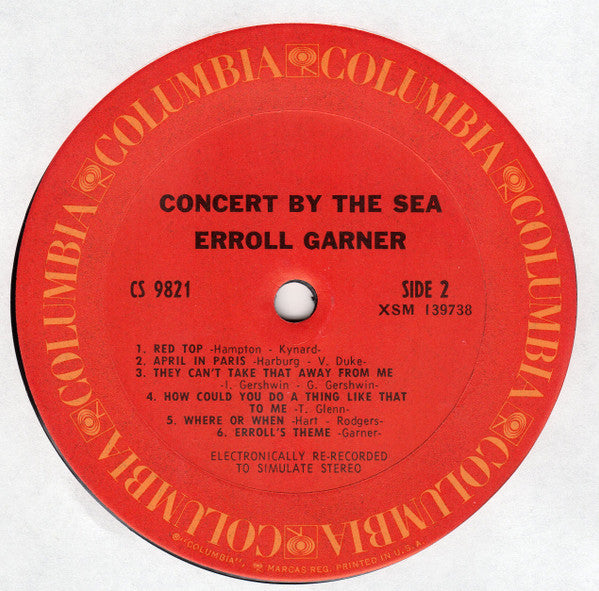 COLUMBIA COLUMBIA COLUMBIA COLUMBIA COLUMBIA COLUMBIA
CONCERT BY THE SEA
ERROLL GARNER
CS 9821
SIDE 2
XSM 139738
1. RED TOP -Hampton - Kynard-
2. APRIL IN PARIS -Harburg - V. Duke-
3. THEY CAN'T TAKE THAT AWAY FROM ME
-I. Gershwin - G. Gershwin-
4. HOW COULD YOU DO A THING LIKE THAT
TO ME -T. Glenn-
5. WHERE OR WHEN -Hart - Rodgers-
6. ERROLL'S THEME -Garner-
ELECTRONICALLY RE-RECORDED
TO SIMULATE STEREO
"COLUMBIA", MARCAS REG. PRINTED IN U.S.A.